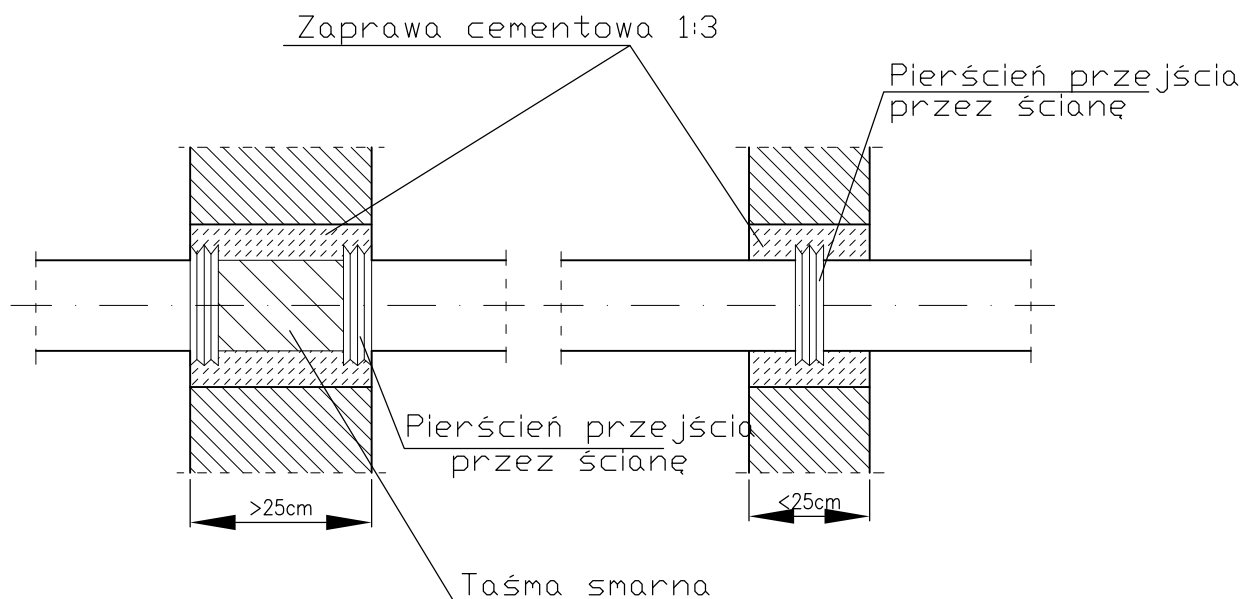 Zaprawa cementowa 1:3
Pierścień przejścia
przez ścianę
Pierścień przejścia
przez ścianę
>25cm
<25cm
Taśma smarna